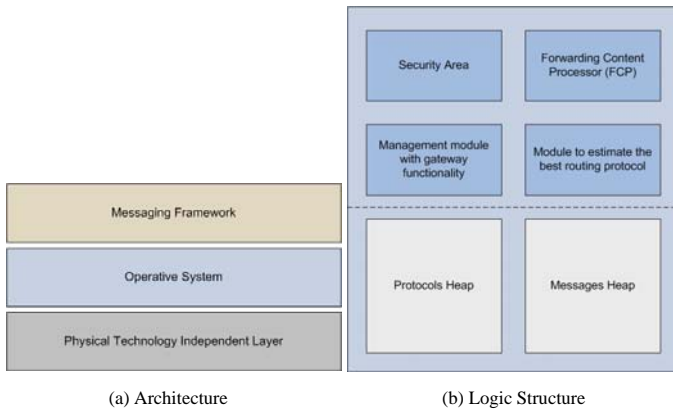 Messaging Framework
Operative System
Physical Technology Independent Layer
(a) Architecture
Security Area
Forwarding Content
Processor (FCP)
Management module
with gateway
functionality
Module to estimate the
best routing protocol
Protocols Heap
Messages Heap
(b) Logic Structure